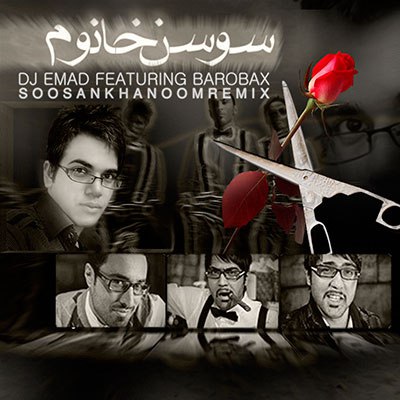 سوسن خانوم
DJ EMAD FEATURING BAROBAX
SOOSANKHANOOMREMIX